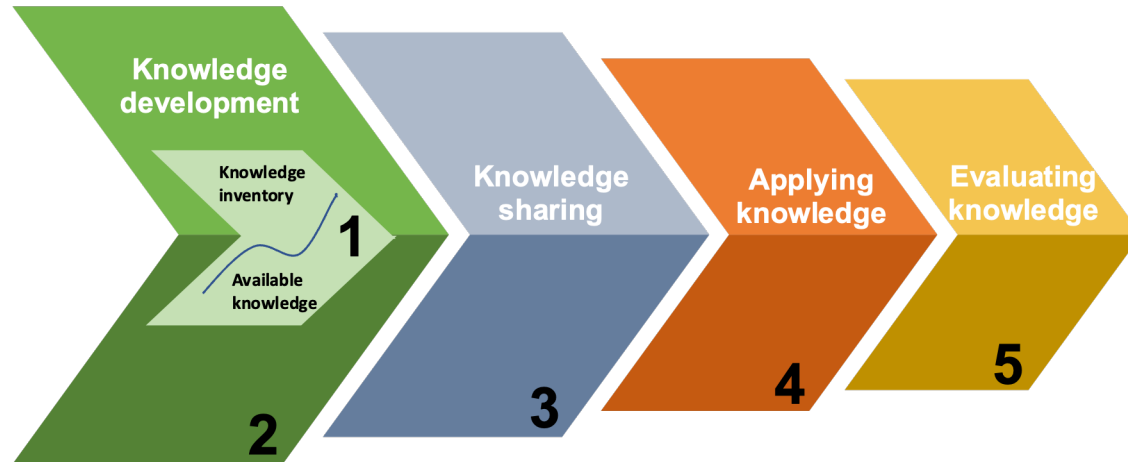 Knowledge
development
Knowledge
inventory
1
Available
knowledge
2
Knowledge
sharing
3
Applying
knowledge
4
Evaluating
knowledge
5